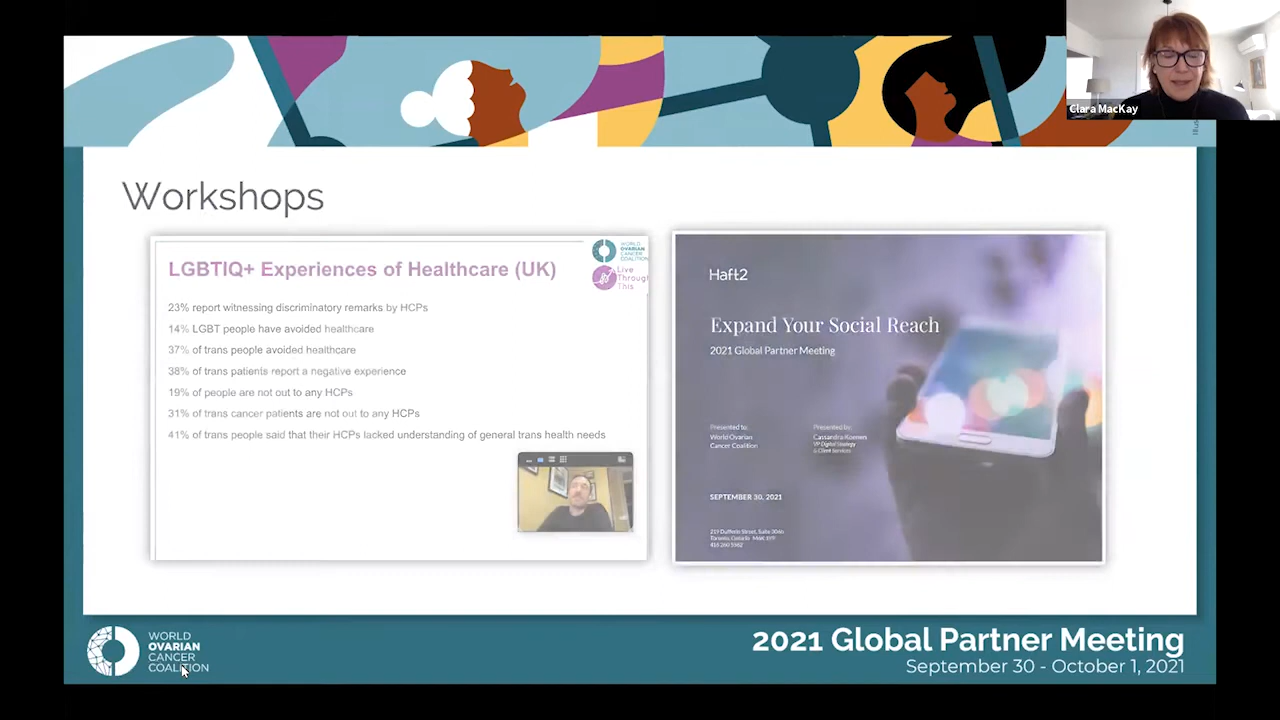 Clara MacKay
Workshops
WORLD
OVARIAN
CANCER
COALITION
Live
Through
This
LGBTIQ+ Experiences of Healthcare (UK)
23% report witnessing discriminatory remarks by HCPs
14% LGBT people have avoided healthcare
37% of trans people avoided healthcare
38% of trans patients report a negative experience
19% of people are not out to any HCPs
31% of trans cancer patients are not out to any HCPs
41% of trans people said that their HCPs lacked understanding of general trans health needs
Haft2
Expand Your Social Reach
2021 Global Partner Meeting
Presented to:
World Ovarian
Cancer Coalition
Presented by:
Cassandra
VP Digital Strategy
& Client Services
SEPTEMBER 30, 2021
219 Dufferin Street, Suite
Toronto, Ontario
WORLD
OVARIAN
CANCER
COALITION
2021 Global Partner Meeting
September 30 - October 1, 2021